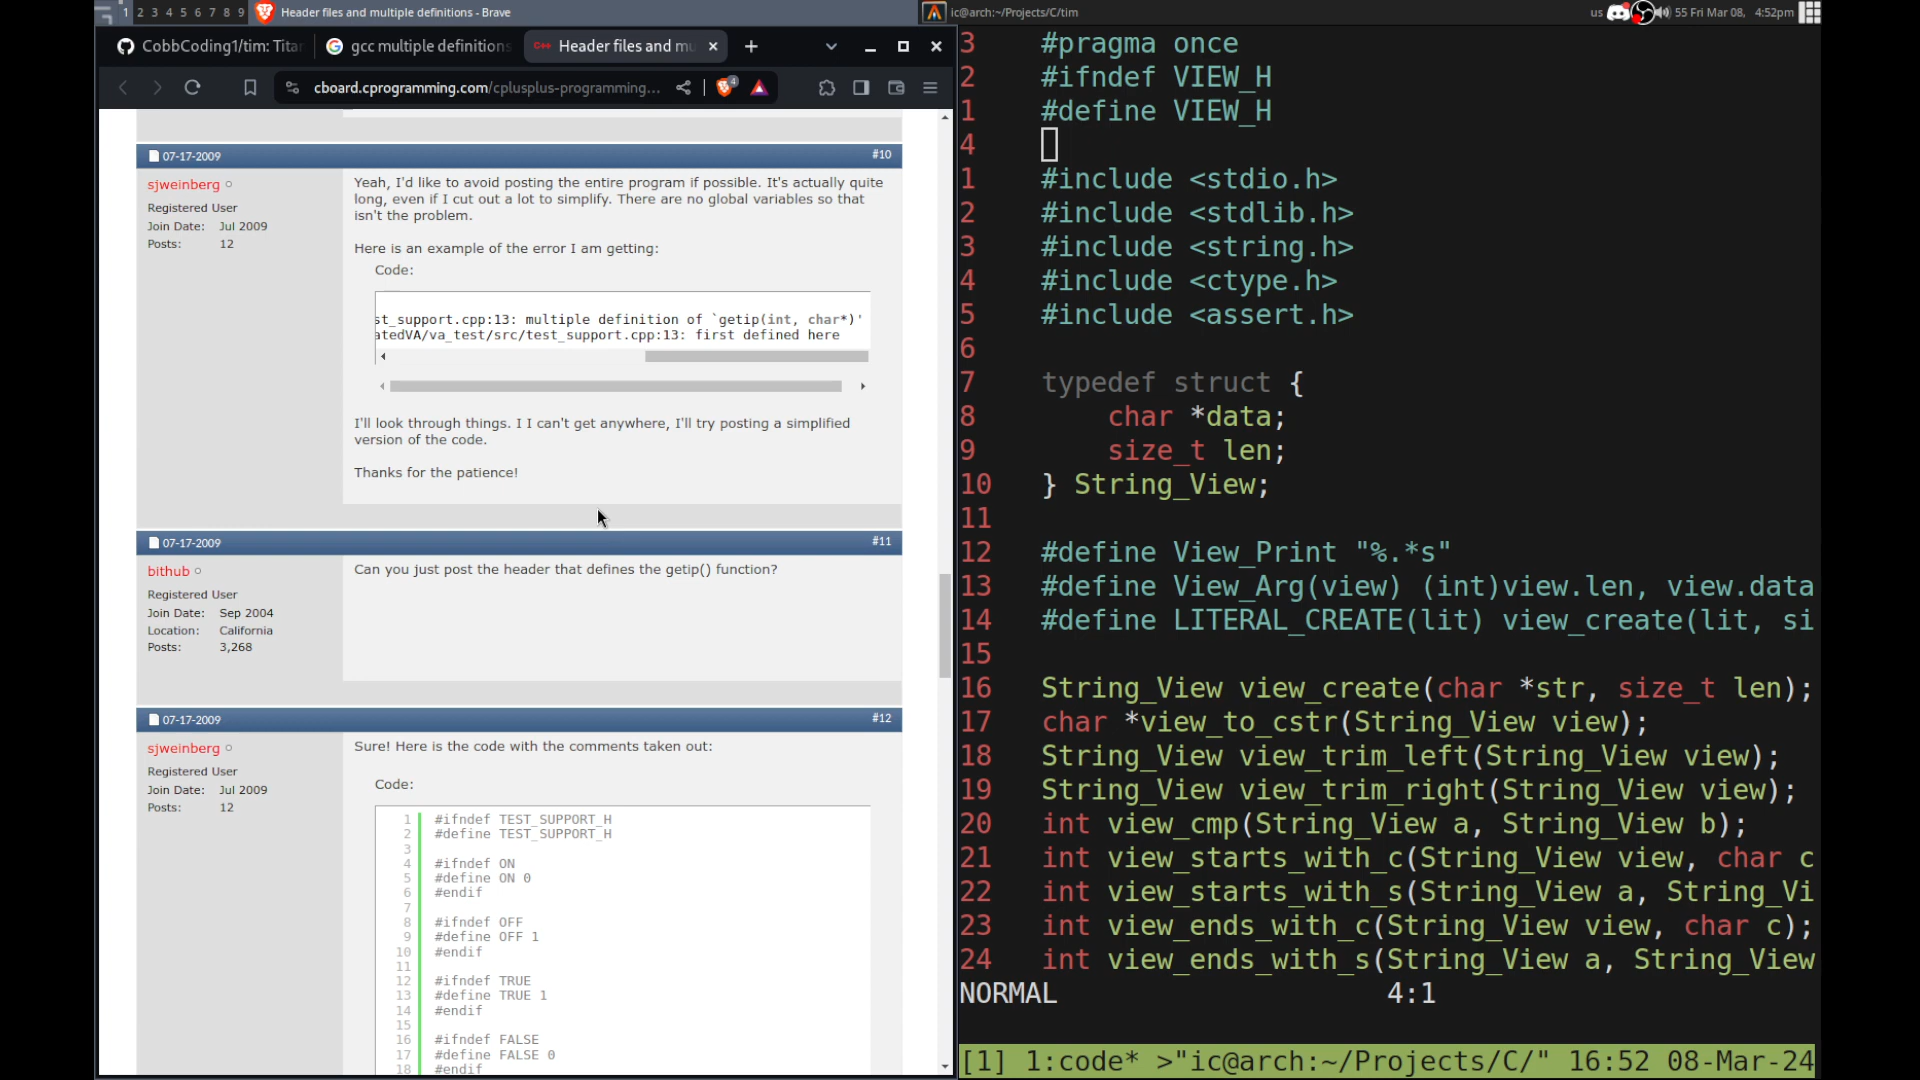 1 2 3 4 5 6 7 8 9 Header files and multiple definitions - Brave
ic@arch:~/Projects/C/tim
us 55 Fri Mar 08, 4:52pm
CobbCoding1/tim: Titan
gcc multiple definitions
C++ Header files and mu
cboard.cprogramming.com/cplusplus-programming...
4
07-17-2009 #10
sjweinberg
Registered User
Join Date: Jul 2009
Posts: 12
Yeah, I'd like to avoid posting the entire program if possible. It's actually quite
long, even if I cut out a lot to simplify. There are no global variables so that
isn't the problem.
Here is an example of the error I am getting:
Code:
st_support.cpp:13: multiple definition of `getip(int, char*)'
atedVA/va_test/src/test_support.cpp:13: first defined here
I'll look through things. I I can't get anywhere, I'll try posting a simplified
version of the code.
Thanks for the patience!
07-17-2009 #11
bithub
Registered User
Join Date: Sep 2004
Location: California
Posts: 3,268
Can you just post the header that defines the getip() function?
07-17-2009 #12
sjweinberg
Registered User
Join Date: Jul 2009
Posts: 12
Sure! Here is the code with the comments taken out:
Code:
1 #ifndef TEST_SUPPORT_H
2 #define TEST_SUPPORT_H
3
4 #ifndef ON
5 #define ON 0
6 #endif
7
8 #ifndef OFF
9 #define OFF 1
10 #endif
11
12 #ifndef TRUE
13 #define TRUE 1
14 #endif
15
16 #ifndef FALSE
17 #define FALSE 0
18 #endif
3 #pragma once
2 #ifndef VIEW_H
1 #define VIEW_H
4
1 #include <stdio.h>
2 #include <stdlib.h>
3 #include <string.h>
4 #include <ctype.h>
5 #include <assert.h>
6
7 typedef struct {
8 char *data;
9 size_t len;
10 } String_View;
11
12 #define View_Print "%.*s"
13 #define View_Arg(view) (int)view.len, view.data
14 #define LITERAL_CREATE(lit) view_create(lit, si
15
16 String_View view_create(char *str, size_t len);
17 char *view_to_cstr(String_View view);
18 String_View view_trim_left(String_View view);
19 String_View view_trim_right(String_View view);
20 int view_cmp(String_View a, String_View b);
21 int view_starts_with_c(String_View view, char c
22 int view_starts_with_s(String_View a, String_Vi
23 int view_ends_with_c(String_View view, char c);
24 int view_ends_with_s(String_View a, String_View
NORMAL 4:1
[1] 1:code* >"ic@arch:~/Projects/C/" 16:52 08-Mar-24